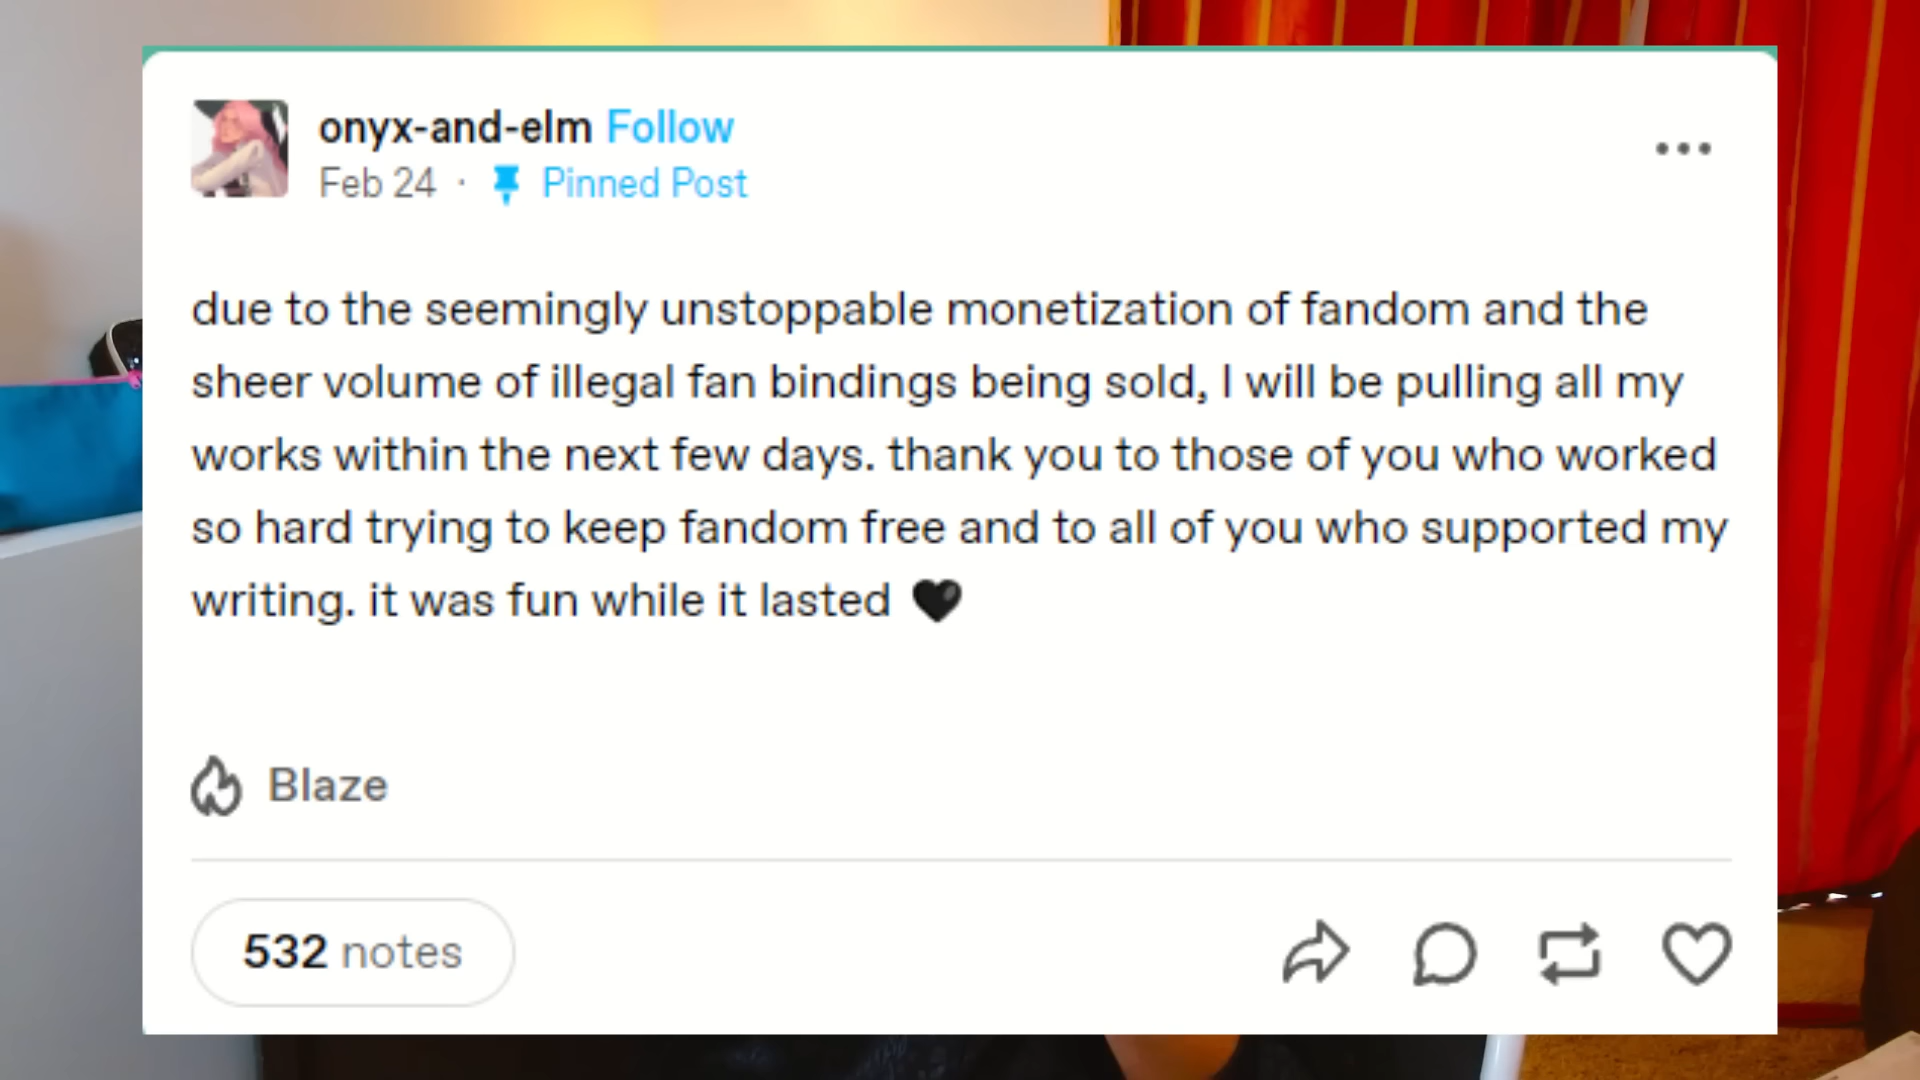 onyx-and-elm Follow
Feb 24 · Pinned Post
due to the seemingly unstoppable monetization of fandom and the
sheer volume of illegal fan bindings being sold, I will be pulling all my
works within the next few days. thank you to those of you who worked
so hard trying to keep fandom free and to all of you who supported my
writing. it was fun while it lasted 🖤
Blaze
532 notes